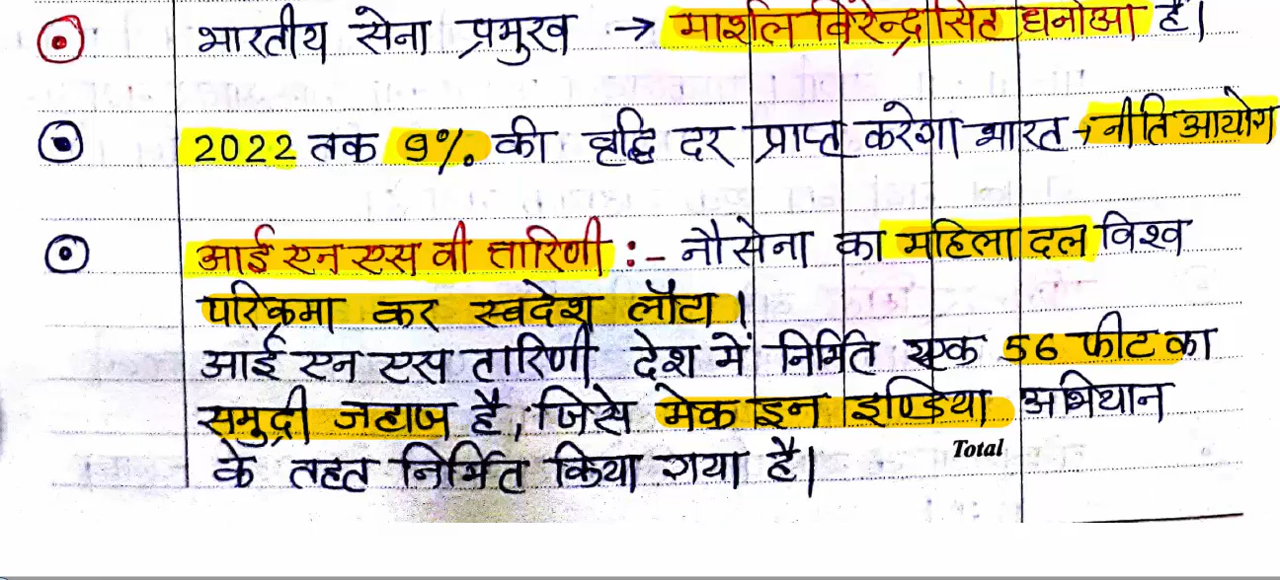 भारतीय सेना प्रमुख → मार्शल बिरेन्द्र सिंह धनोआ हैं।
2022 तक 9% की वृद्धि दर प्राप्त करेगा भारत → नीति आयोग
आई एन एस वी तारिणी :- नौसेना का महिला दल विश्व
परिक्रमा कर स्वदेश लौटा।
आई एन एस तारिणी देश में निर्मित एक 56 फीट का
समुद्री जहाज है, जिसे मेक इन इण्डिया अभियान
Total
के तहत निर्मित किया गया है।